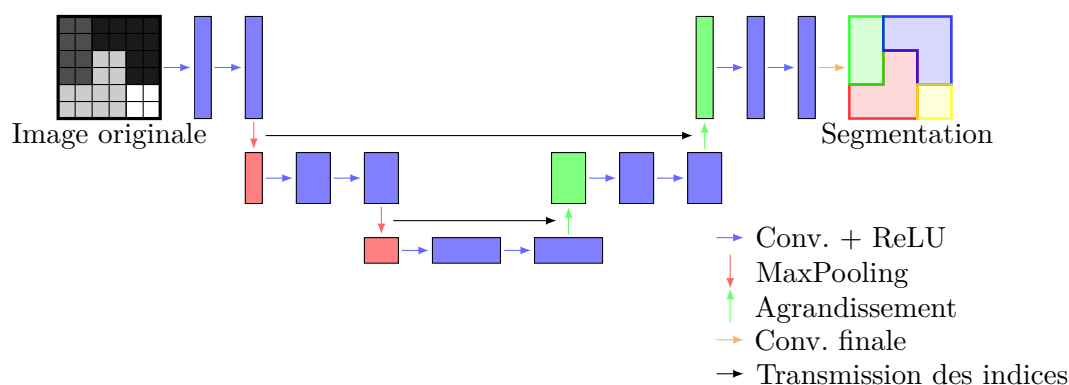 Image originale
Segmentation
Conv. + ReLU
MaxPooling
Agrandissement
Conv. finale
Transmission des indices